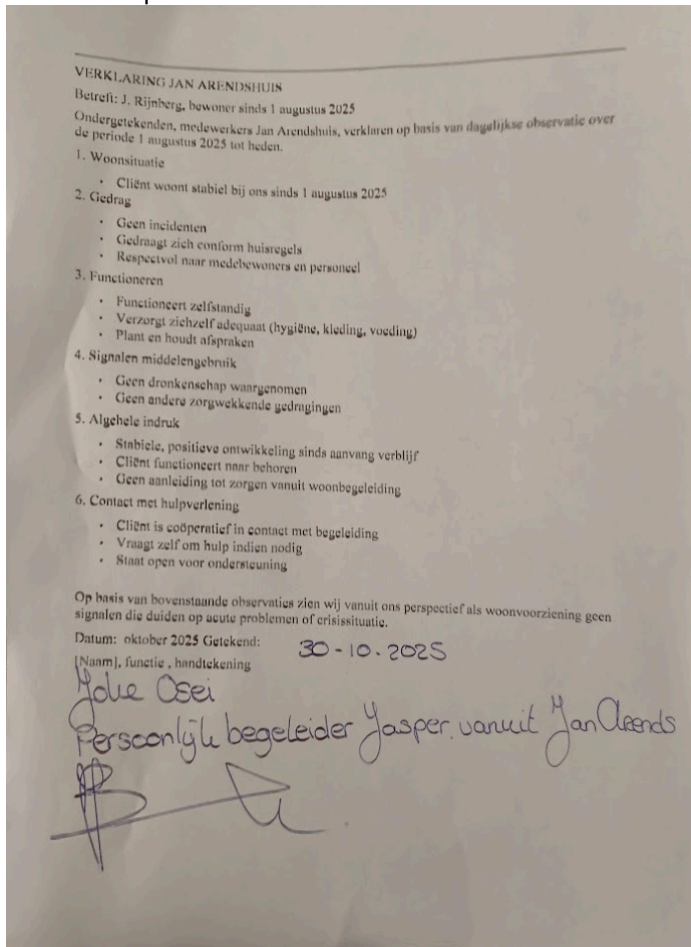 VERKLARING JAN ARENDSHUIS
Betreft: J. Rijnberg, bewoner sinds 1 augustus 2025
Ondergetekenden, medewerkers Jan Arendshuis, verklaren op basis van dagelijkse observatie over
de periode 1 augustus 2025 tot heden.
1. Woonsituatie
• Cliënt woont stabiel bij ons sinds 1 augustus 2025
2. Gedrag
• Geen incidenten
• Gedraagt zich conform huisregels
• Respectvol naar medebewoners en personeel
3. Functioneren
• Functioneert zelfstandig
• Verzorgt zichzelf adequaat (hygiëne, kleding, voeding)
• Plant en houdt afspraken
4. Signalen middelengebruik
• Geen dronkenschap waargenomen
• Geen andere zorgwekkende gedragingen
5. Algehele indruk
• Stabiele, positieve ontwikkeling sinds aanvang verblijf
• Cliënt functioneert naar behoren
• Geen aanleiding tot zorgen vanuit woonbegeleiding
6. Contact met hulpverlening
• Cliënt is coöperatief in contact met begeleiding
• Vraagt zelf om hulp indien nodig
• Staat open voor ondersteuning
Op basis van bovenstaande observaties zien wij vanuit ons perspectief als woonvoorziening geen
signalen die duiden op acute problemen of crisissituatie.
Datum: oktober 2025 Getekend: 30-10-2025
[Naam], functie , handtekening
Osei
Persoonlijk begeleider Jasper. vanuit Jan Arends